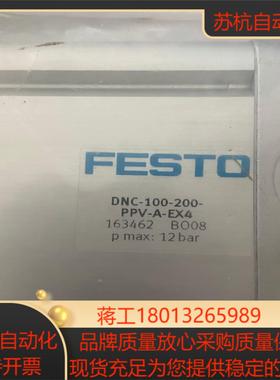 苏杭自动
FESTO
DNC-100-200-
PPV-A-EX4
163462 BO08
p max: 12 bar
蒋工18013265989
自动化
品牌质量放心采购质量保
开票
现货充足为您提供稳定的